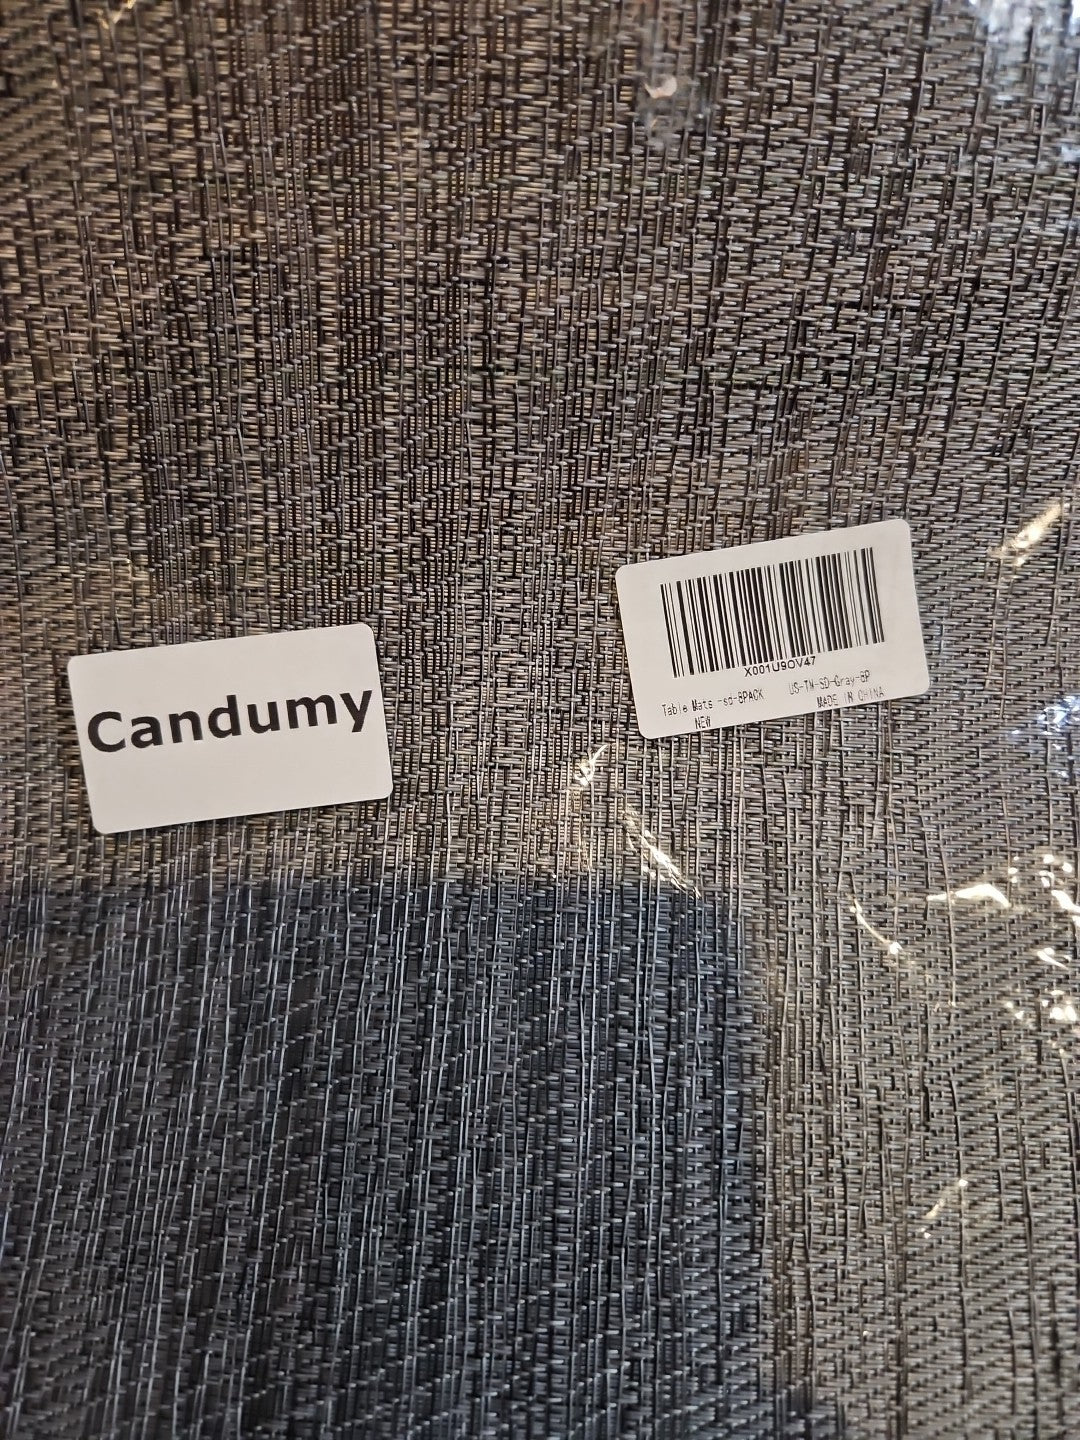 Candumy
X001U9OV47
Table Mats -sd-8PACK US-TM-SD-Gray-8P
NEW MADE IN CHINA